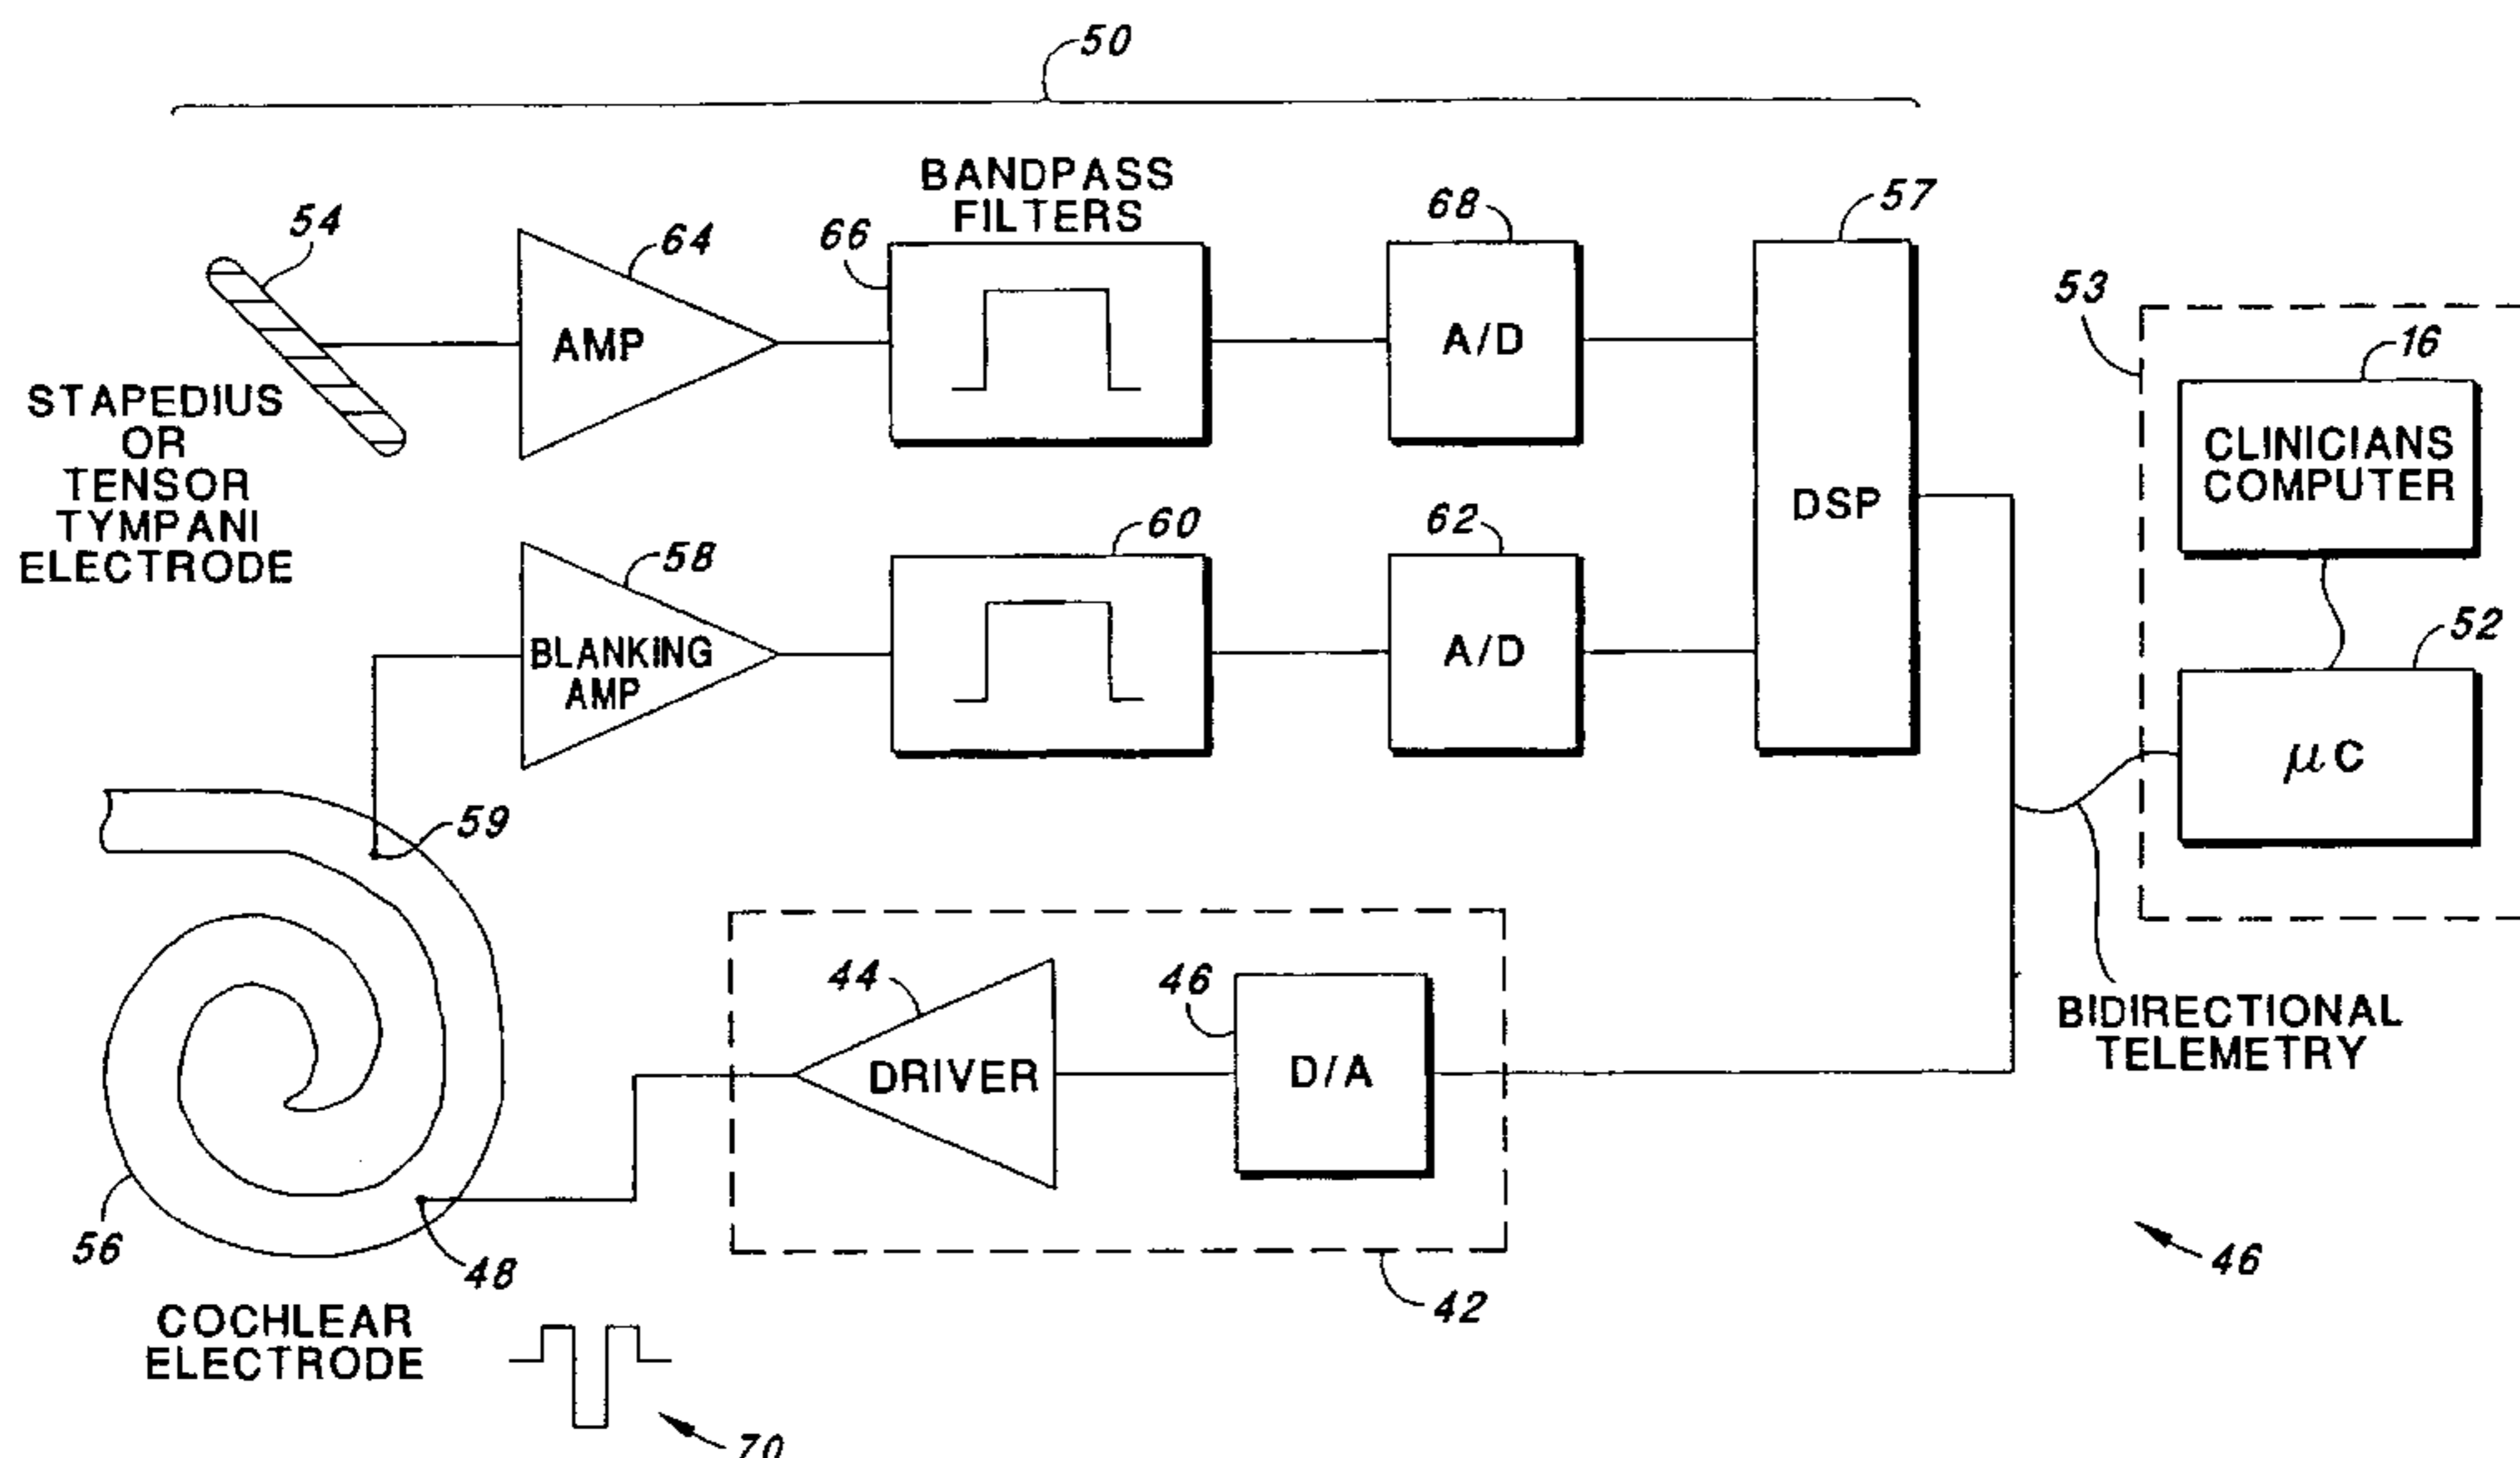 50
BANDPASS
FILTERS
54
64
66
68
57
AMP
A/D
STAPEDIUS
OR
TENSOR
TYMPANI
ELECTRODE
58
60
62
DSP
53
16
CLINICIANS
COMPUTER
52
BLANKING
AMP
A/D
μC
59
44
46
DRIVER
D/A
BIDIRECTIONAL
TELEMETRY
56
48
42
46
COCHLEAR
ELECTRODE
70